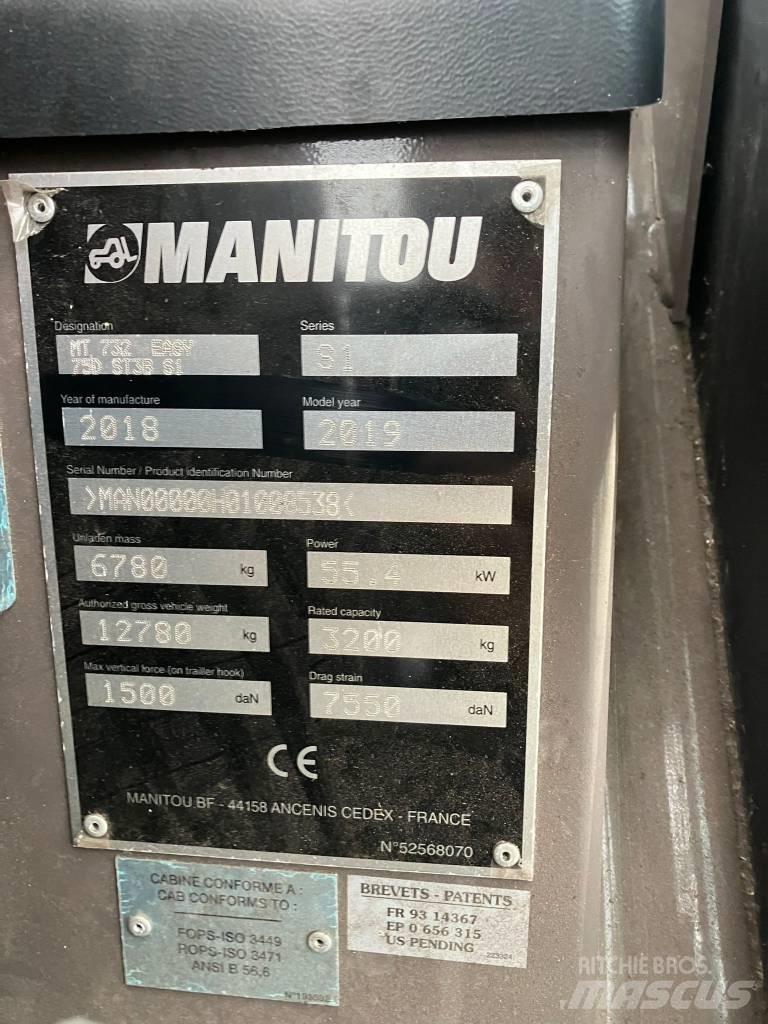 MANITOU
Designation Series
MT 732 EASY
75D ST3B S1 S1
Year of manufacture Model year
2018 2019
Serial Number / Product identification Number
>MAN00000H01008538<
Unladen mass Power
6780 kg 55.4 kW
Authorized gross vehicle weight Rated capacity
12780 kg 3200 kg
Max vertical force (on trailler hook) Drag strain
1500 daN 7550 daN
CE
MANITOU BF - 44158 ANCENIS CEDEX - FRANCE
N°52568070
CABINE CONFORME A :
CAB CONFORMS TO :
FOPS-ISO 3449
ROPS-ISO 3471
ANSI B 56.6
BREVETS - PATENTS
FR 93 14367
EP 0 656 315
US PENDING
223324
RITCHIE BROS.
MASCUS